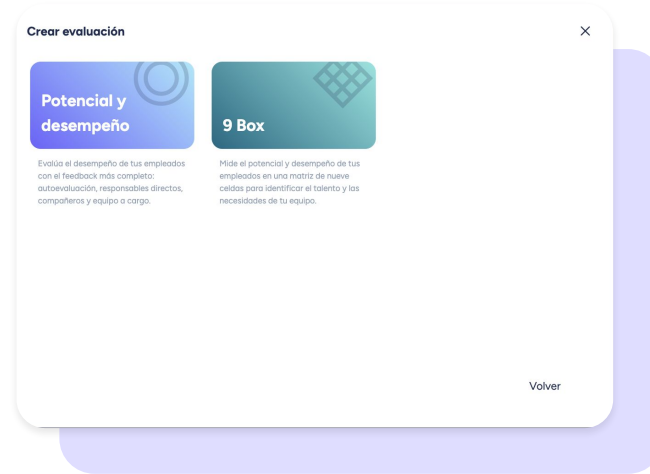 Crear evaluación
Potencial y
desempeño
Evalúa el desempeño de tus empleados
con el feedback más completo:
autoevaluación, responsables directos,
compañeros y equipo a cargo.
9 Box
Mide el potencial y desempeño de tus
empleados en una matriz de nueve
celdas para identificar el talento y las
necesidades de tu equipo.
Volver